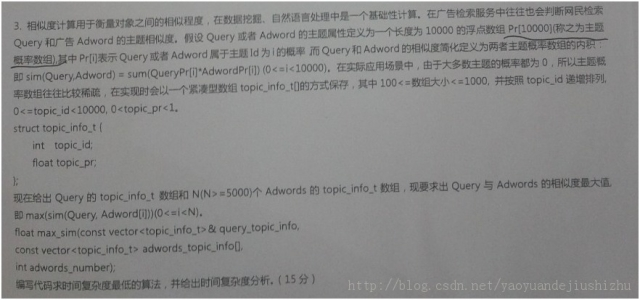 3. 相似度计算用于衡量对象之间的相似程度，在数据挖掘、自然语言处理中是一个基础性计算。在广告检索服务中往往也会判断网民检索
Query 和广告 Adword 的主题相似度。假设 Query 或者 Adword 的主题属性定义为一个长度为 10000 的浮点数组 Pr[10000](称之为主题
概率数组),其中 Pr[i]表示 Query 或者 Adword 属于主题 Id 为 i 的概率 而 Query 和 Adword 的相似度简化定义为两者主题概率数组的内积，
即 sim(Query,Adword) = sum(QueryPr[i]*AdwordPr[i]) (0<=i<10000)。在实际应用场景中，由于大多数主题的概率都为 0，所以主题概
率数组往往比较稀疏，在实现时会以一个紧凑型数组 topic_info_t[]的方式保存，其中 100<=数组大小<=1000, 并按照 topic_id 递增排列,
0<=topic_id<10000, 0<topic_pr<1。
struct topic_info_t {
int topic_id;
float topic_pr;
};
现在给出 Query 的 topic_info_t 数组和 N(N>=5000)个 Adwords 的 topic_info_t 数组，现要求出 Query 与 Adwords 的相似度最大值,
即 max(sim(Query, Adword[i]))(0<=i<N)。
float max_sim(const vector<topic_info_t>& query_topic_info,
const vector<topic_info_t> adwords_topic_info[],
int adwords_number);
编写代码求时间复杂度最低的算法，并给出时间复杂度分析。（15 分）
http://blog.csdn.net/yaoyuandejiushizhu